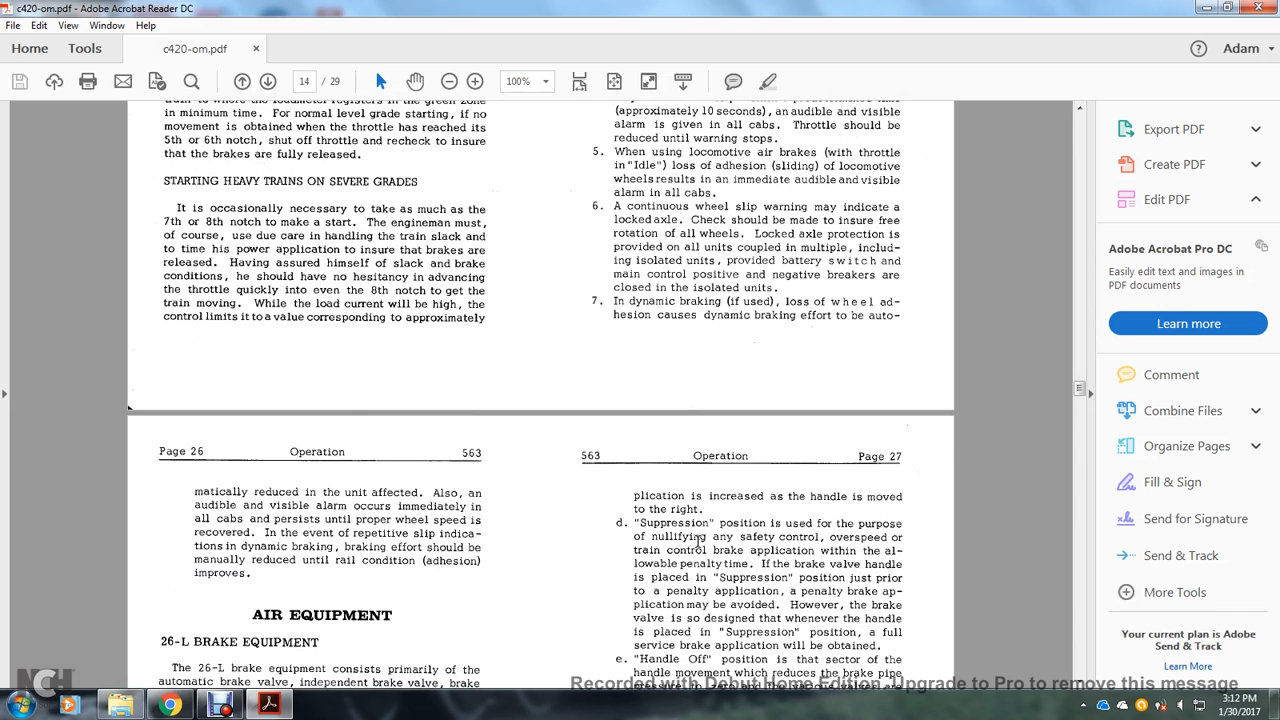 c420-om.pdf - Adobe Acrobat Reader DC
File Edit View Window Help
Home Tools c420-om.pdf × Adam
14 / 29 100%
in minimum time. For normal level grade starting, if no
movement is obtained when the throttle has reached its
5th or 6th notch, shut off throttle and recheck to insure
that the brakes are fully released.
STARTING HEAVY TRAINS ON SEVERE GRADES
It is occasionally necessary to take as much as the
7th or 8th notch to make a start. The engineman must,
of course, use due care in handling the train slack and
to time his power application to insure that brakes are
released. Having assured himself of slack and brake
conditions, he should have no hesitancy in advancing
the throttle quickly into even the 8th notch to get the
train moving. While the load current will be high, the
control limits it to a value corresponding to approximately
(approximately 10 seconds), an audible and visible
alarm is given in all cabs. Throttle should be
reduced until warning stops.
5. When using locomotive air brakes (with throttle
in "Idle") loss of adhesion (sliding) of locomotive
wheels results in an immediate audible and visible
alarm in all cabs.
6. A continuous wheel slip warning may indicate a
locked axle. Check should be made to insure free
rotation of all wheels. Locked axle protection is
provided on all units coupled in multiple, includ-
ing isolated units, provided battery switch and
main control positive and negative breakers are
closed in the isolated units.
7. In dynamic braking (if used), loss of wheel ad-
hesion causes dynamic braking effort to be auto-
Page 26 Operation 563
matically reduced in the unit affected. Also, an
audible and visible alarm occurs immediately in
all cabs and persists until proper wheel speed is
recovered. In the event of repetitive slip indica-
tions in dynamic braking, braking effort should be
manually reduced until rail condition (adhesion)
improves.
AIR EQUIPMENT
26-L BRAKE EQUIPMENT
The 26-L brake equipment consists primarily of the
automatic brake valve, independent brake valve, brake
563 Operation Page 27
plication is increased as the handle is moved
to the right.
d. "Suppression" position is used for the purpose
of nullifying any safety control, overspeed or
train control brake application within the al-
lowable penalty time. If the brake valve handle
is placed in "Suppression" position just prior
to a penalty application, a penalty brake ap-
plication may be avoided. However, the brake
valve is so designed that whenever the handle
is placed in "Suppression" position, a full
service brake application will be obtained.
e. "Handle Off" position is that sector of the
handle movement which reduces the brake pipe
Export PDF
Create PDF
Edit PDF
Adobe Acrobat Pro DC
Easily edit text and images in
PDF documents
Learn more
Comment
Combine Files
Organize Pages
Fill & Sign
Send for Signature
Send & Track
More Tools
Your current plan is Adobe
Send & Track
Learn More
NCH
Recorded with Debut Home Edition. Upgrade to Pro to remove this message
3:12 PM
1/30/2017